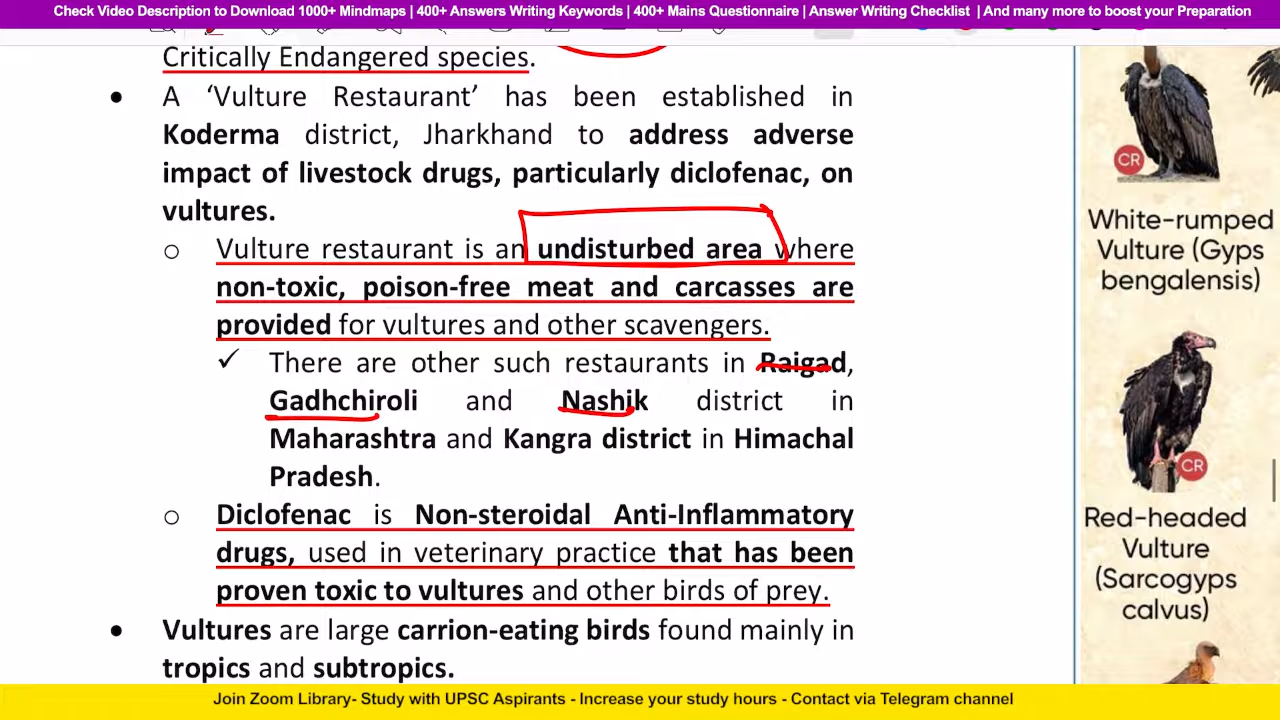 Check Video Description to Download 1000+ Mindmaps | 400+ Answers Writing Keywords | 400+ Mains Questionnaire | Answer Writing Checklist | And many more to boost your Preparation
Critically Endangered species.
• A ‘Vulture Restaurant’ has been established in
Koderma district, Jharkhand to address adverse
impact of livestock drugs, particularly diclofenac, on
vultures.
o Vulture restaurant is an undisturbed area where
non-toxic, poison-free meat and carcasses are
provided for vultures and other scavengers.
✓ There are other such restaurants in Raigad,
Gadhchiroli and Nashik district in
Maharashtra and Kangra district in Himachal
Pradesh.
o Diclofenac is Non-steroidal Anti-Inflammatory
drugs, used in veterinary practice that has been
proven toxic to vultures and other birds of prey.
• Vultures are large carrion-eating birds found mainly in
tropics and subtropics.
CR
White-rumped
Vulture (Gyps
bengalensis)
CR
Red-headed
Vulture
(Sarcogyps
calvus)
Join Zoom Library- Study with UPSC Aspirants - Increase your study hours - Contact via Telegram channel